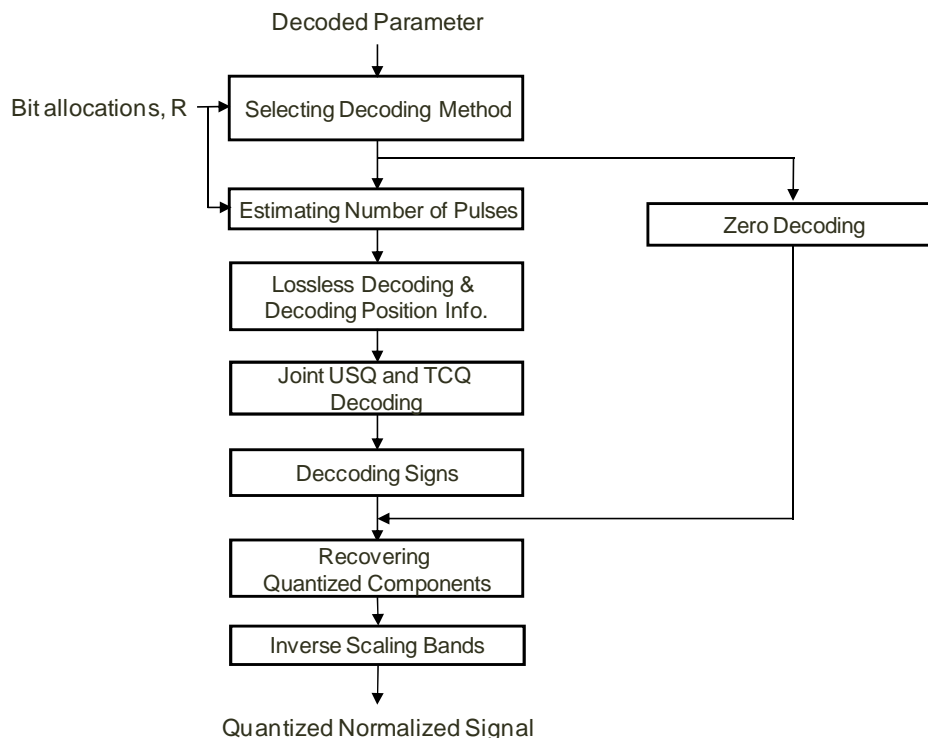 Decoded Parameter
Bit allocations, R
Selecting Decoding Method
Estimating Number of Pulses
Zero Decoding
Lossless Decoding &
Decoding Position Info.
Joint USQ and TCQ
Decoding
Deccoding Signs
Recovering
Quantized Components
Inverse Scaling Bands
Quantized Normalized Signal